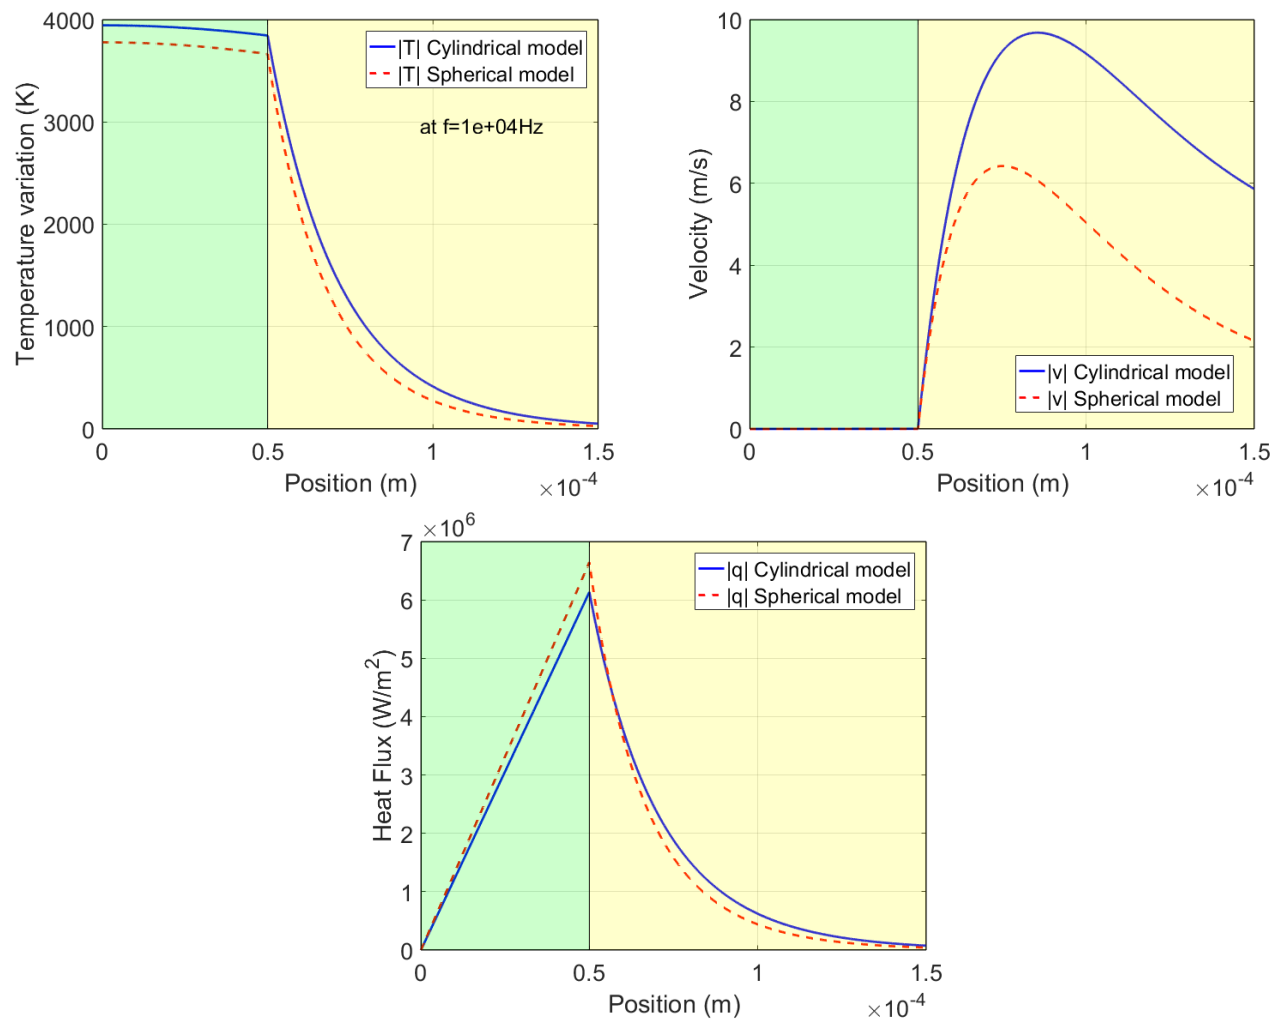 4000
3000
2000
1000
0
Temperature variation (K)
|T| Cylindrical model
|T| Spherical model
at f=1e+04Hz
0 0.5 1 1.5
Position (m)
×10-4
10
8
6
4
2
0
Velocity (m/s)
|v| Cylindrical model
|v| Spherical model
0 0.5 1 1.5
Position (m)
×10-4
×10^6
7
6
5
4
3
2
1
0
Heat Flux (W/m^2)
|q| Cylindrical model
|q| Spherical model
0 0.5 1 1.5
Position (m)
×10-4